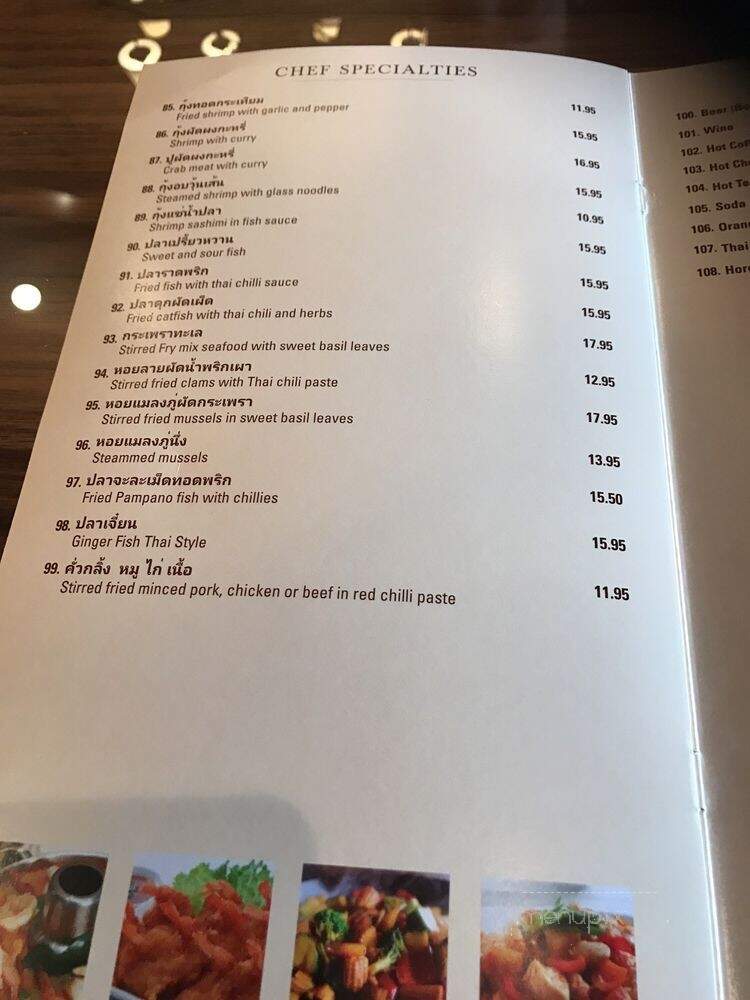 CHEF SPECIALTIES
85. กุ้งทอดกระเทียม
Fried shrimp with garlic and pepper
11.95
86. กุ้งผัดผงกะหรี่
Shrimp with curry
15.95
87. ปูผัดผงกะหรี่
Crab meat with curry
16.95
88. กุ้งอบวุ้นเส้น
Steamed shrimp with glass noodles
15.95
89. กุ้งแช่น้ำปลา
Shrimp sashimi in fish sauce
10.95
90. ปลาเปรี้ยวหวาน
Sweet and sour fish
15.95
91. ปลาราดพริก
Fried fish with thai chilli sauce
15.95
92. ปลาดุกผัดเผ็ด
Fried catfish with thai chili and herbs
15.95
93. กระเพราทะเล
Stirred Fry mix seafood with sweet basil leaves
17.95
94. หอยลายผัดน้ำพริกเผา
Stirred fried clams with Thai chili paste
12.95
95. หอยแมลงภู่ผัดกระเพรา
Stirred fried mussels in sweet basil leaves
17.95
96. หอยแมลงภู่นึ่ง
Steammed mussels
13.95
97. ปลาจะละเม็ดทอดพริก
Fried Pampano fish with chillies
15.50
98. ปลาเจี๋ยน
Ginger Fish Thai Style
15.95
99. คั่วกลิ้ง หมู ไก่ เนื้อ
Stirred fried minced pork, chicken or beef in red chilli paste
11.95
100. Beer
101. Wine
102. Hot
103. Hot
104. Hot
105. Soda
106.
107. Thai
108.